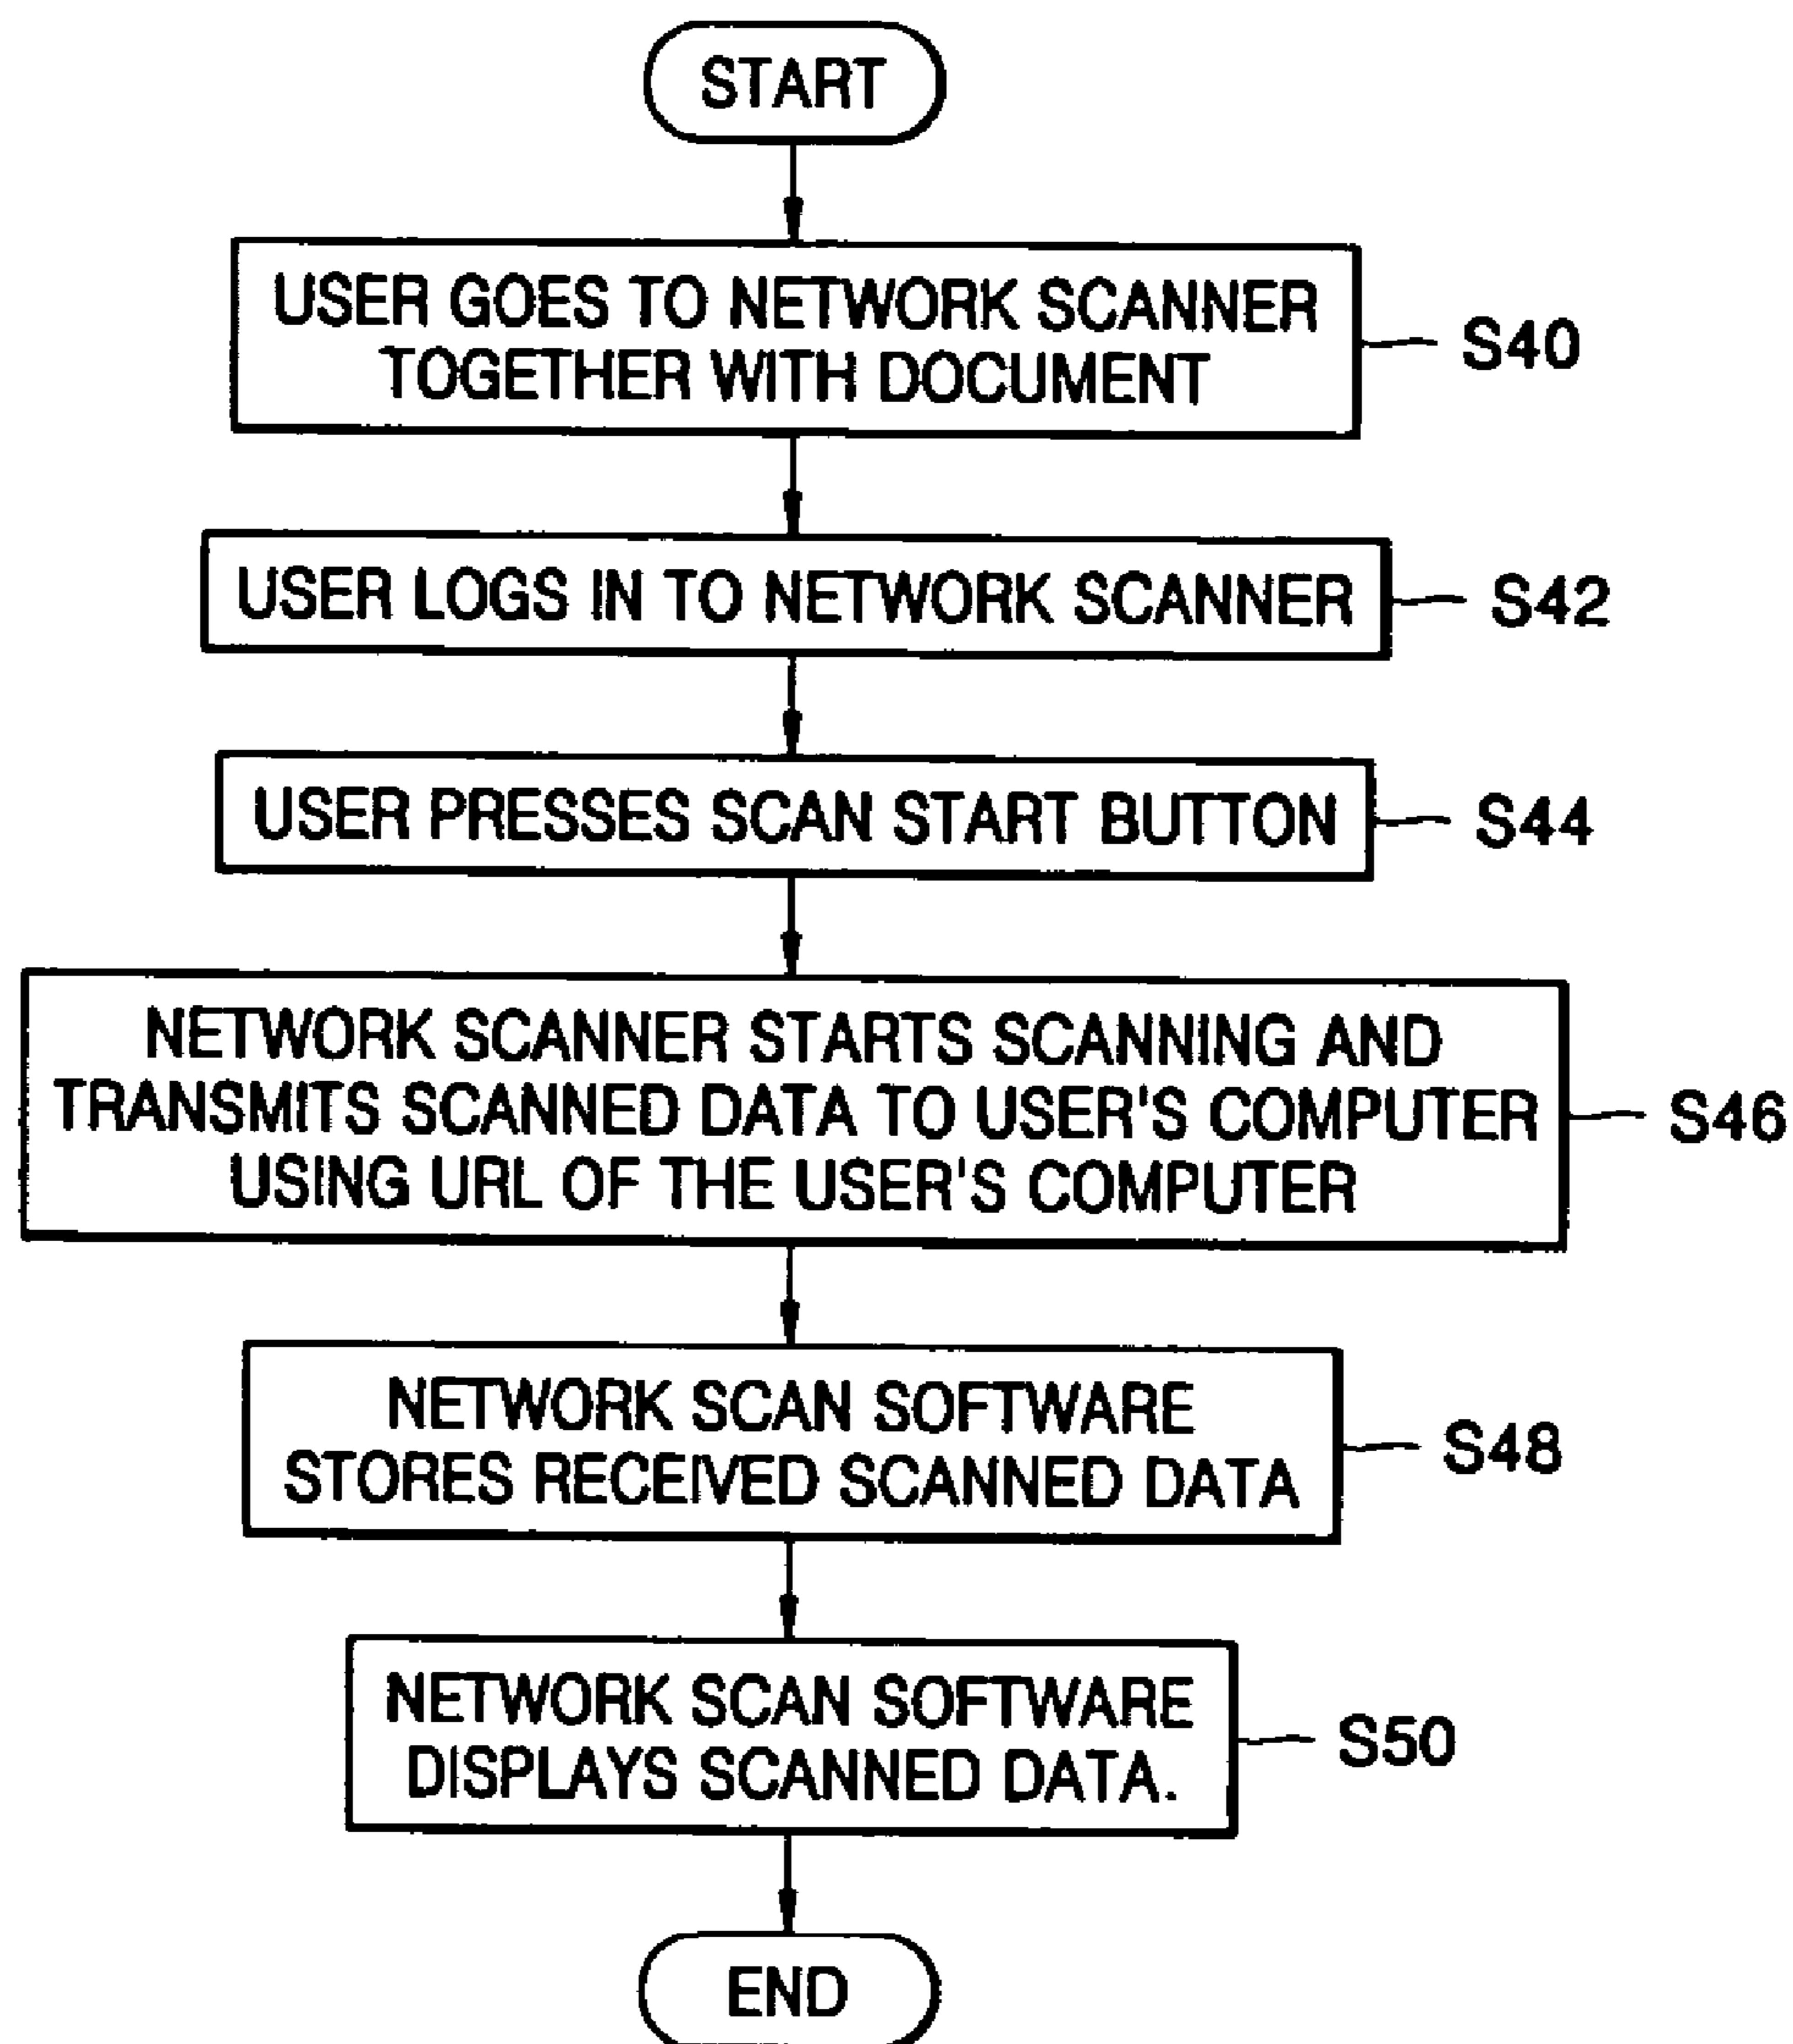 START
USER GOES TO NETWORK SCANNER
TOGETHER WITH DOCUMENT
S40
USER LOGS IN TO NETWORK SCANNER
S42
USER PRESSES SCAN START BUTTON
S44
NETWORK SCANNER STARTS SCANNING AND
TRANSMITS SCANNED DATA TO USER'S COMPUTER
USING URL OF THE USER'S COMPUTER
S46
NETWORK SCAN SOFTWARE
STORES RECEIVED SCANNED DATA
S48
NETWORK SCAN SOFTWARE
DISPLAYS SCANNED DATA.
S50
END